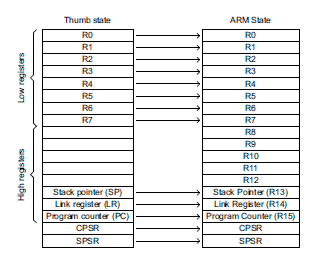 Thumb state ARM State
R0 R0
R1 R1
R2 R2
R3 R3
R4 R4
R5 R5
R6 R6
R7 R7
R8
R9
R10
R11
R12
Stack pointer (SP) Stack Pointer (R13)
Link register (LR) Link Register (R14)
Program counter (PC) Program Counter (R15)
CPSR CPSR
SPSR SPSR
Low registers
High registers